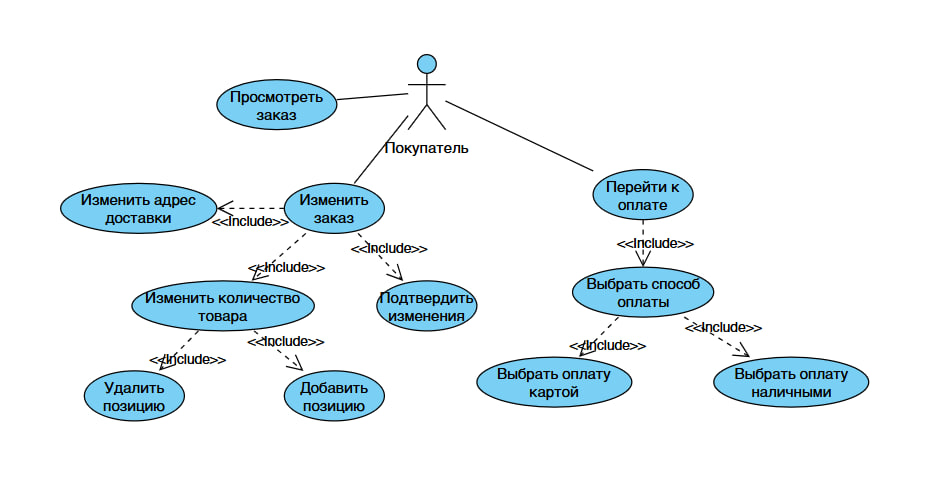 Просмотреть
заказ
Покупатель
Изменить адрес
доставки
<<Include>>
Изменить
заказ
Перейти к
оплате
<<Include>>
<<Include>>
<<Include>>
Изменить количество
товара
Подтвердить
изменения
Выбрать способ
оплаты
<<Include>>
<<Include>>
<<Include>>
<<Include>>
Удалить
позицию
Добавить
позицию
Выбрать оплату
картой
Выбрать оплату
наличными